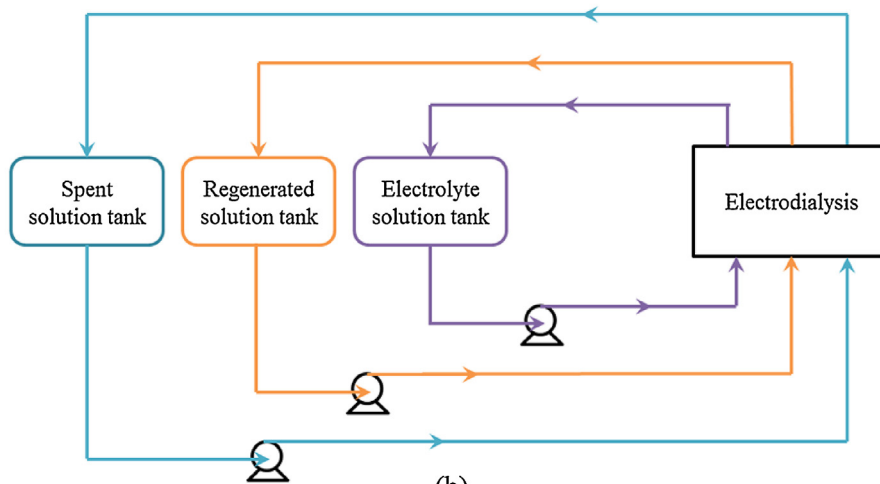 Spent
solution tank
Regenerated
solution tank
Electrolyte
solution tank
Electrodialysis
(b)